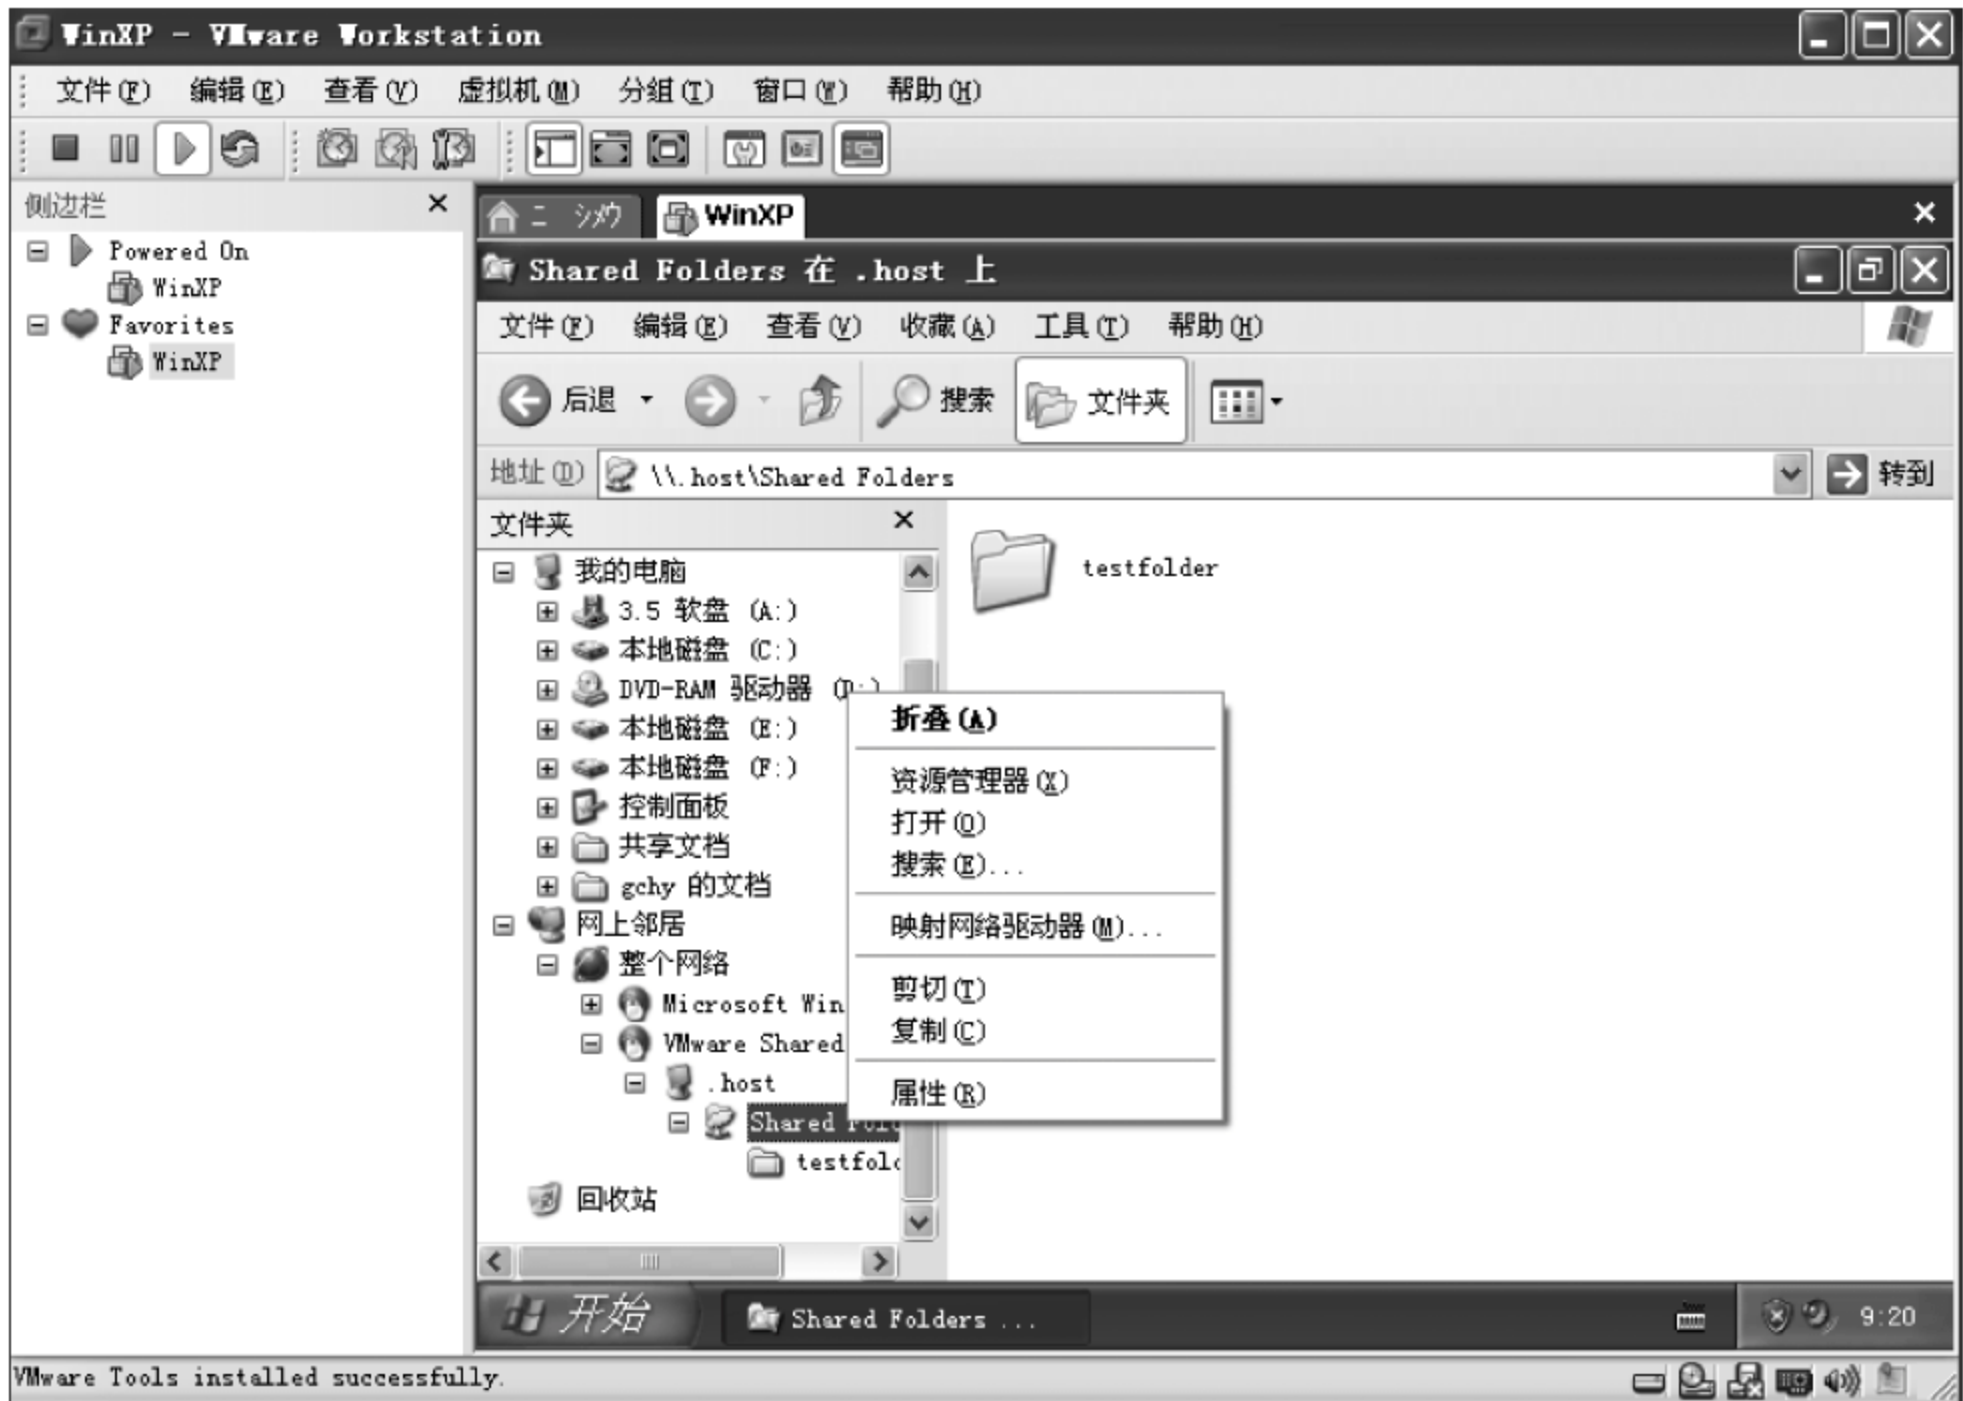 WinXP - VMware Workstation
文件(F) 编辑(E) 查看(V) 虚拟机(M) 分组(T) 窗口(W) 帮助(H)
侧边栏
Powered On
WinXP
Favorites
WinXP
ニ シメウ WinXP
Shared Folders 在 .host 上
文件(F) 编辑(E) 查看(V) 收藏(A) 工具(T) 帮助(H)
后退 搜索 文件夹
地址(D) \\.host\Shared Folders 转到
文件夹
我的电脑
3.5 软盘 (A:)
本地磁盘 (C:)
DVD-RAM 驱动器 (D:)
本地磁盘 (E:)
本地磁盘 (F:)
控制面板
共享文档
gchy 的文档
网上邻居
整个网络
Microsoft Win
VMware Shared
.host
Shared Fold
testfold
回收站
testfolder
折叠(A)
资源管理器(X)
打开(O)
搜索(E)...
映射网络驱动器(M)...
剪切(T)
复制(C)
属性(R)
开始 Shared Folders ... 9:20
VMware Tools installed successfully.